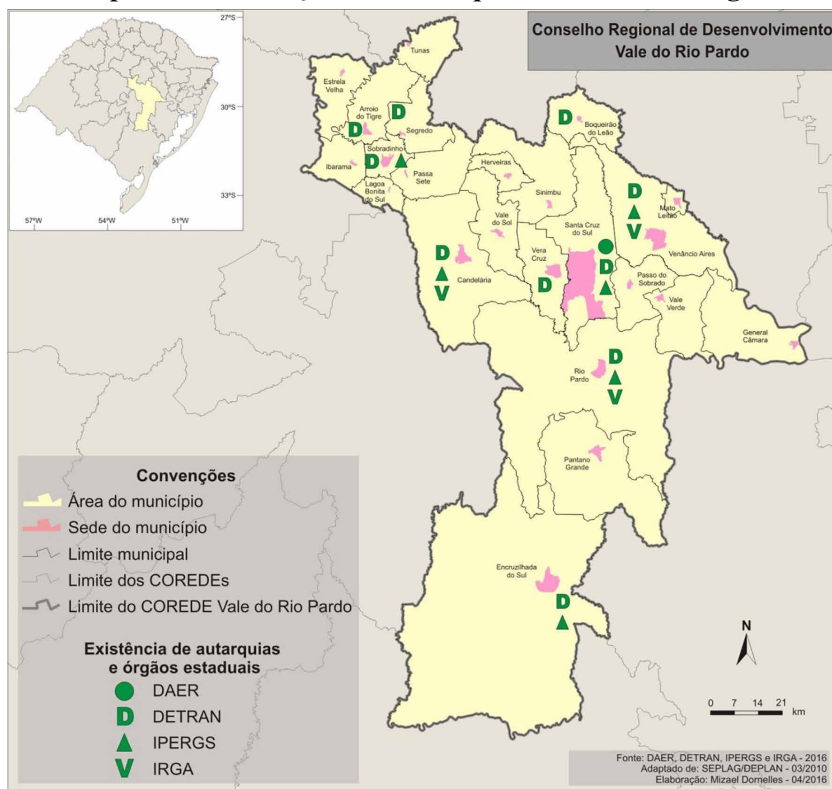 Conselho Regional de Desenvolvimento
Vale do Rio Pardo
27°S
30°S
33°S
57°W
54°W
51°W
Tunas
Estrela
Velha
Arroio
do Tigre
D
D
Segredo
Sobradinho
D
Ibarama
Passa
Sete
Lagoa
Bonita
do Sul
D
Boqueirão
do Leão
Herveiras
Sinimbu
D
V
Mato
Leitão
Venâncio Aires
Vale
do Sol
Santa Cruz
do Sul
D
Vera
Cruz
D
D
V
Candelária
Passo do
Sobrado
Vale
Verde
General
Câmara
Rio
Pardo
D
V
Pantano
Grande
Encruzilhada
do Sul
D
Convenções
Área do município
Sede do município
Limite municipal
Limite dos COREDEs
Limite do COREDE Vale do Rio Pardo
Existência de autarquias
e órgãos estaduais
DAER
D DETRAN
IPERGS
V IRGA
N
0 7 14 21
km
Fonte: DAER, DETRAN, IPERGS e IRGA - 2016
Adaptado de: SEPLAG/DEPLAN - 03/2010
Elaboração: Mizael Dornelles - 04/2016